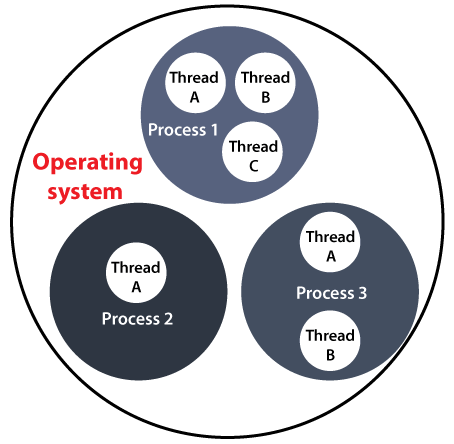 Thread
A
Thread
B
Process 1
Thread
C
Operating
system
Thread
A
Process 2
Thread
A
Process 3
Thread
B